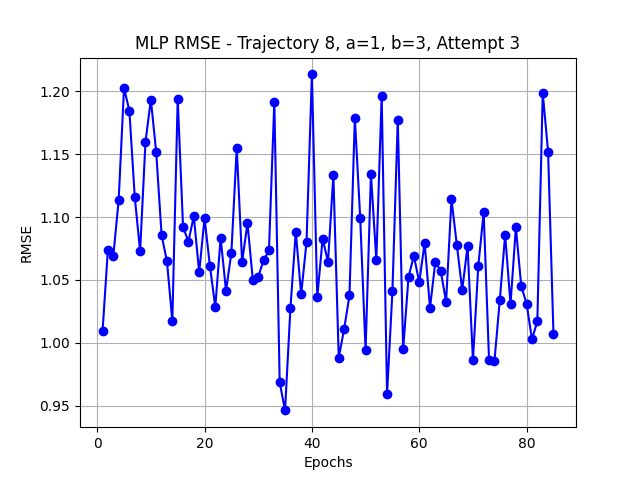 MLP RMSE - Trajectory 8, a=1, b=3, Attempt 3
1.20
1.15
1.10
1.05
1.00
0.95
RMSE
0 20 40 60 80
Epochs